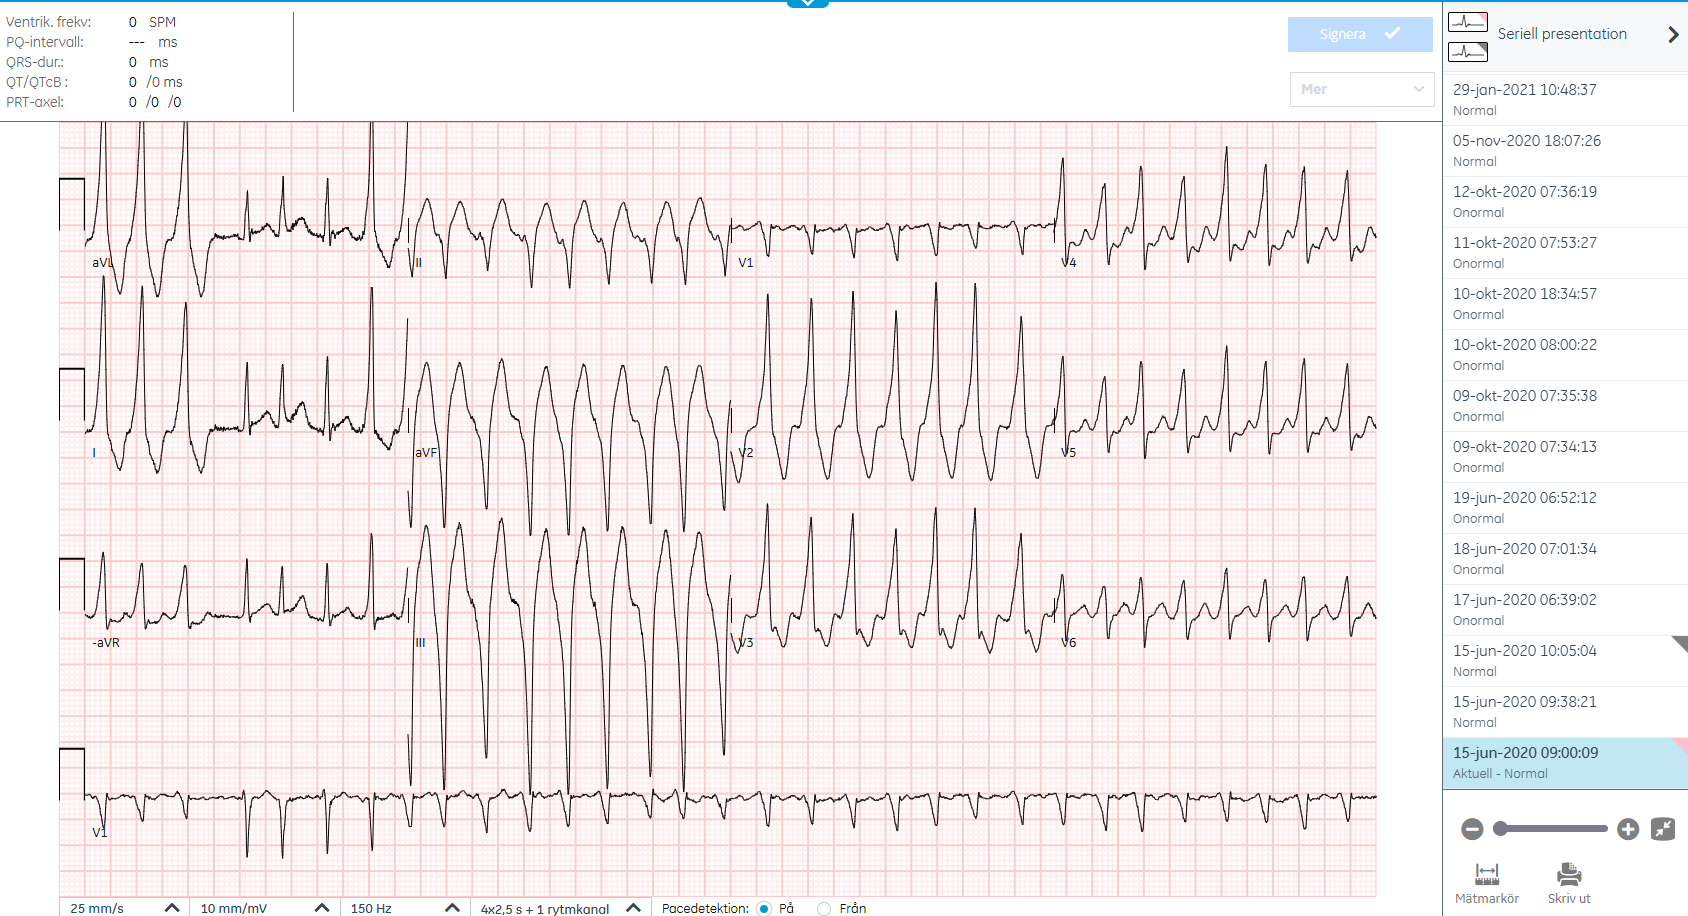 Ventrik. frekv: 0 SPM
PQ-intervall: --- ms
QRS-dur.: 0 ms
QT/QTcB : 0 /0 ms
PRT-axel: 0 /0 /0
Signera
Mer
aVL
II
V1
V4
I
aVF
V2
V5
-aVR
III
V3
V6
V1
25 mm/s
10 mm/mV
150 Hz
4x2,5 s + 1 rytmkanal
Pacedetektion: På Från
Seriell presentation
29-jan-2021 10:48:37
Normal
05-nov-2020 18:07:26
Normal
12-okt-2020 07:36:19
Onormal
11-okt-2020 07:53:27
Onormal
10-okt-2020 18:34:57
Onormal
10-okt-2020 08:00:22
Onormal
09-okt-2020 07:35:38
Onormal
09-okt-2020 07:34:13
Onormal
19-jun-2020 06:52:12
Onormal
18-jun-2020 07:01:34
Onormal
17-jun-2020 06:39:02
Onormal
15-jun-2020 10:05:04
Normal
15-jun-2020 09:38:21
Normal
15-jun-2020 09:00:09
Aktuell - Normal
Mätmarkör
Skriv ut